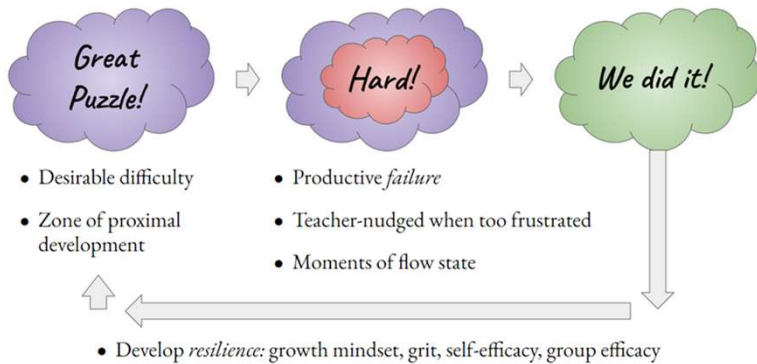 Great
Puzzle!
Hard!
We did it!
• Desirable difficulty
• Zone of proximal
development
• Productive failure
• Teacher-nudged when too frustrated
• Moments of flow state
• Develop resilience: growth mindset, grit, self-efficacy, group efficacy